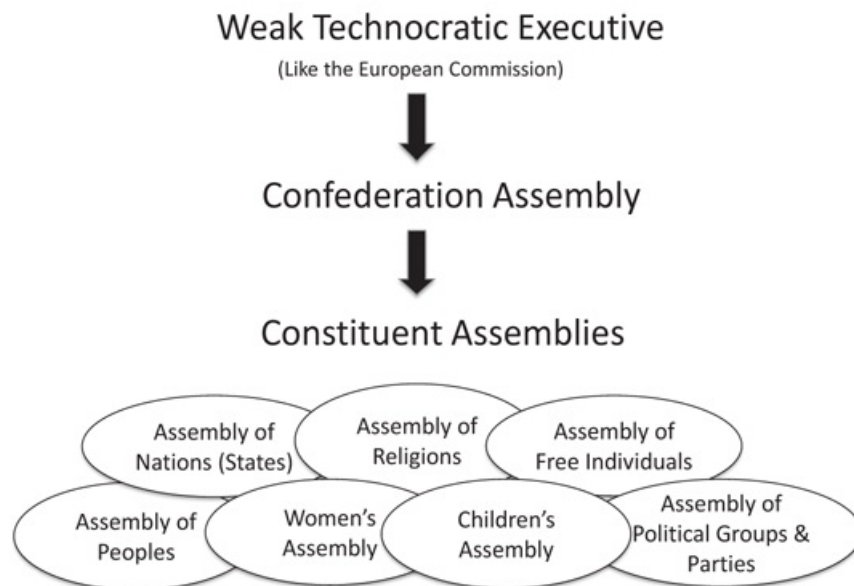 Weak Technocratic Executive
(Like the European Commission)
Confederation Assembly
Constituent Assemblies
Assembly of
Nations (States)
Assembly of
Religions
Assembly of
Free Individuals
Assembly of
Peoples
Women’s
Assembly
Children’s
Assembly
Assembly of
Political Groups &
Parties